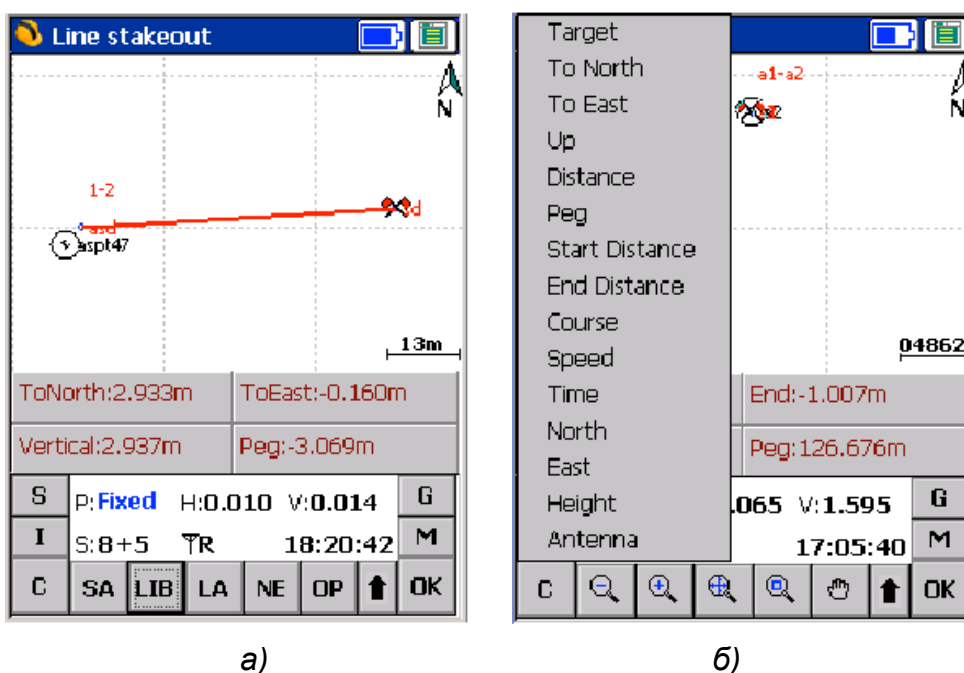 Line stakeout
N
1-2
asd
d
aspt47
13m
ToNorth:2.933m ToEast:-0.160m
Vertical:2.937m Peg:-3.069m
S P:Fixed H:0.010 V:0.014 G
I S:8+5 R 18:20:42 M
C SA LIB LA NE OP OK
а)
Target
To North
To East
Up
Distance
Peg
Start Distance
End Distance
Course
Speed
Time
North
East
Height
Antenna
a1-a2
N
04862
End:-1.007m
Peg:126.676m
.065 V:1.595 G
17:05:40 M
C OK
б)